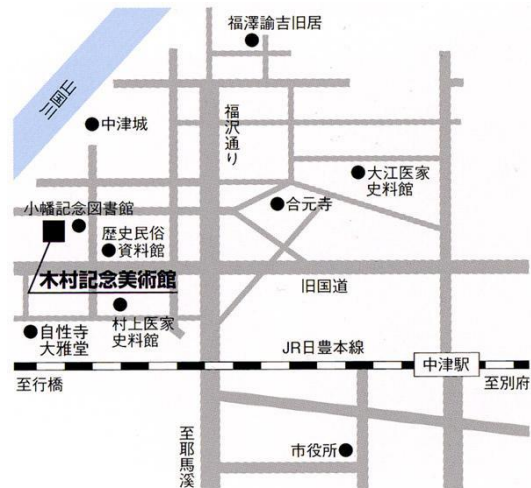 福澤諭吉旧居
山国川
中津城
福沢通り
大江医家
史料館
小幡記念図書館
合元寺
歴史民俗
資料館
木村記念美術館
旧国道
自性寺
大雅堂
村上医家
史料館
JR日豊本線
中津駅
至行橋
至別府
至耶馬溪
市役所